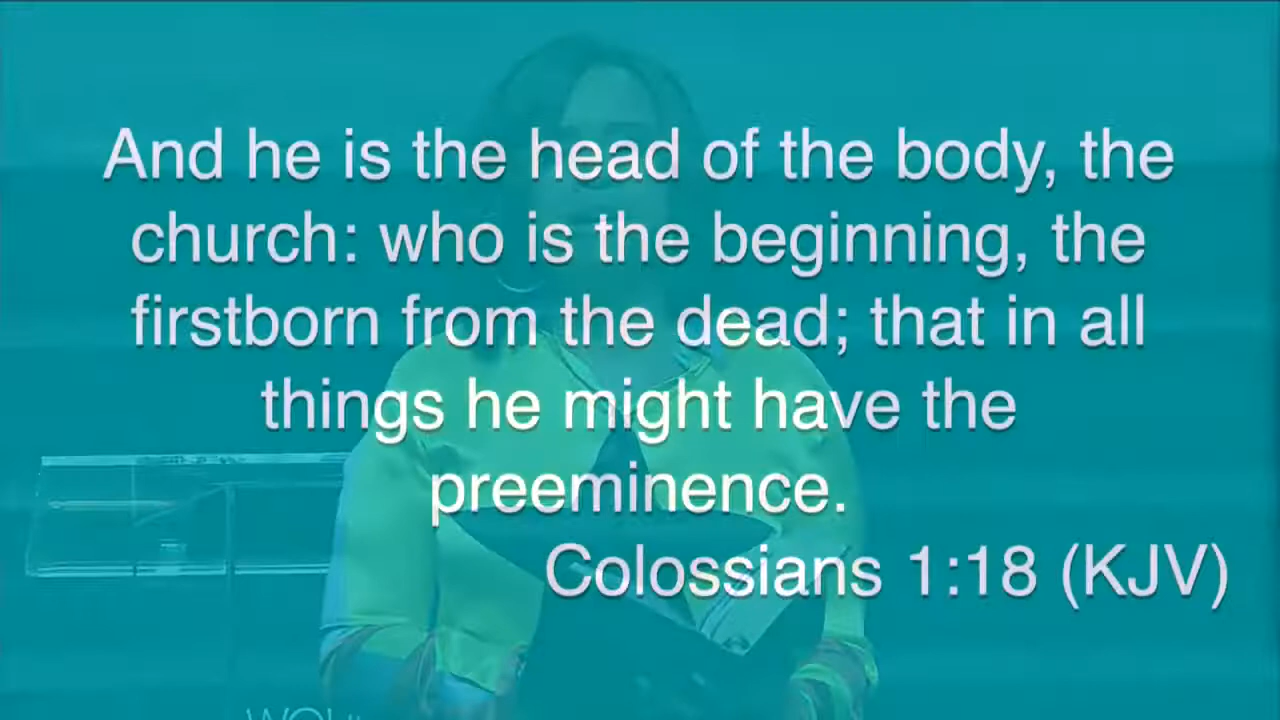 And he is the head of the body, the
church: who is the beginning, the
firstborn from the dead; that in all
things he might have the
preeminence.
Colossians 1:18 (KJV)